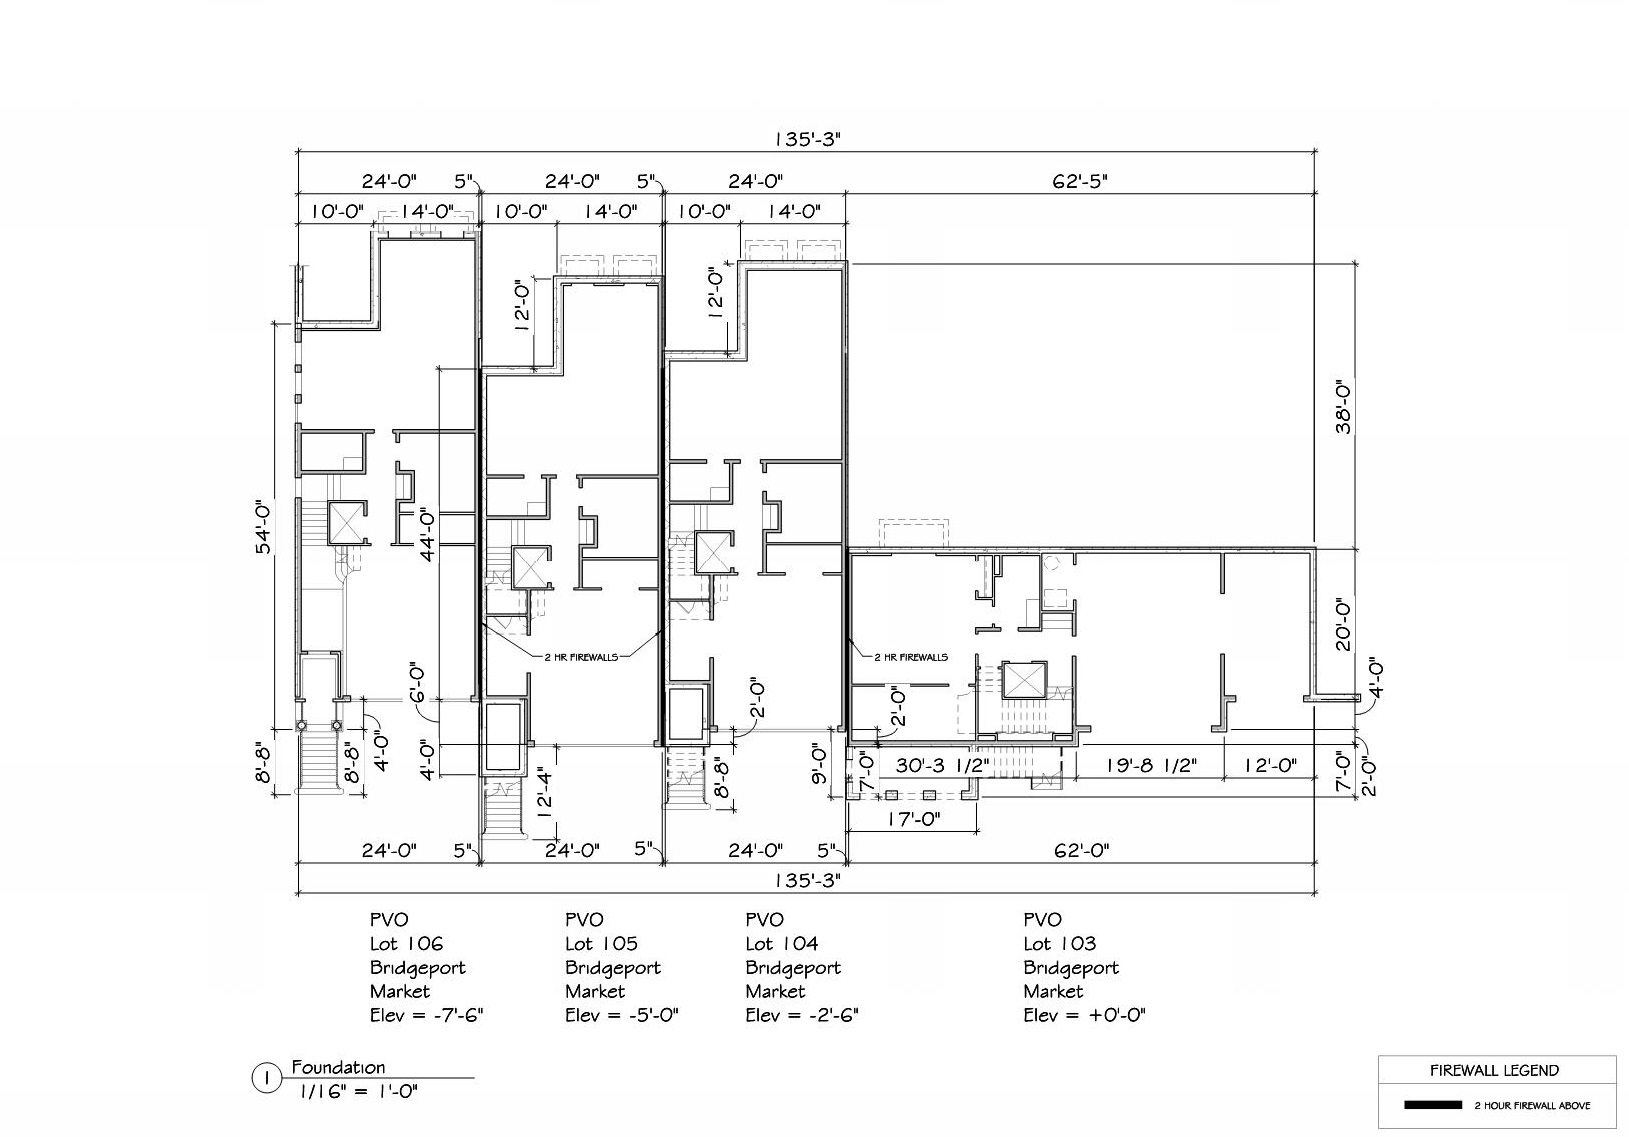 135'-3"
24'-0" 5" 24'-0" 5" 24'-0" 62'-5"
10'-0" 14'-0" 10'-0" 14'-0" 10'-0" 14'-0"
12'-0"
12'-0"
38'-0"
54'-0"
44'-0"
20'-0"
2 HR FIREWALLS
2 HR FIREWALLS
6'-0"
2'-0"
2'-0"
4'-0"
8'-8"
8'-8"
4'-0"
4'-0"
12'-4"
8'-8"
9'-0"
7'-0"
30'-3 1/2" 19'-8 1/2" 12'-0"
7'-0"
2'-0"
17'-0"
24'-0" 5" 24'-0" 5" 24'-0" 5" 62'-0"
135'-3"
PVO
Lot 106
Bridgeport
Market
Elev = -7'-6"
PVO
Lot 105
Bridgeport
Market
Elev = -5'-0"
PVO
Lot 104
Bridgeport
Market
Elev = -2'-6"
PVO
Lot 103
Bridgeport
Market
Elev = +0'-0"
1 Foundation
1/16" = 1'-0"
FIREWALL LEGEND
2 HOUR FIREWALL ABOVE